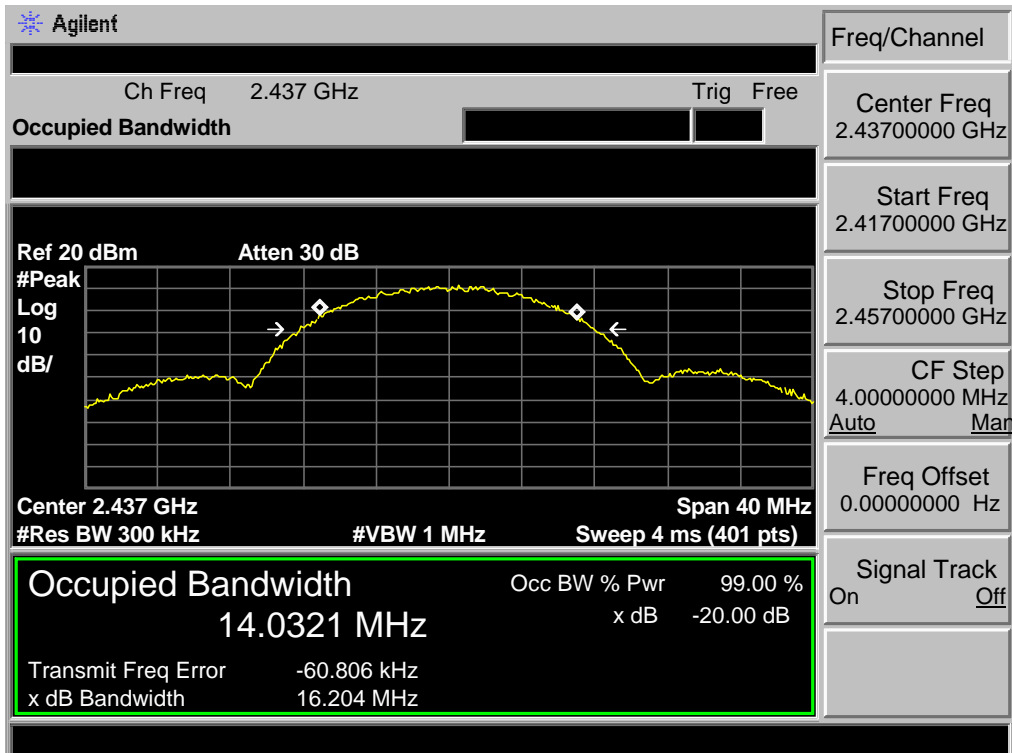 Agilent
Freq/Channel
Ch Freq 2.437 GHz Trig Free
Occupied Bandwidth
Center Freq
2.43700000 GHz
Start Freq
2.41700000 GHz
Stop Freq
2.45700000 GHz
CF Step
4.00000000 MHz
Auto Man
Freq Offset
0.00000000 Hz
Signal Track
On Off
Ref 20 dBm Atten 30 dB
#Peak
Log
10
dB/
Center 2.437 GHz Span 40 MHz
#Res BW 300 kHz #VBW 1 MHz Sweep 4 ms (401 pts)
Occupied Bandwidth Occ BW % Pwr 99.00 %
14.0321 MHz x dB -20.00 dB
Transmit Freq Error -60.806 kHz
x dB Bandwidth 16.204 MHz